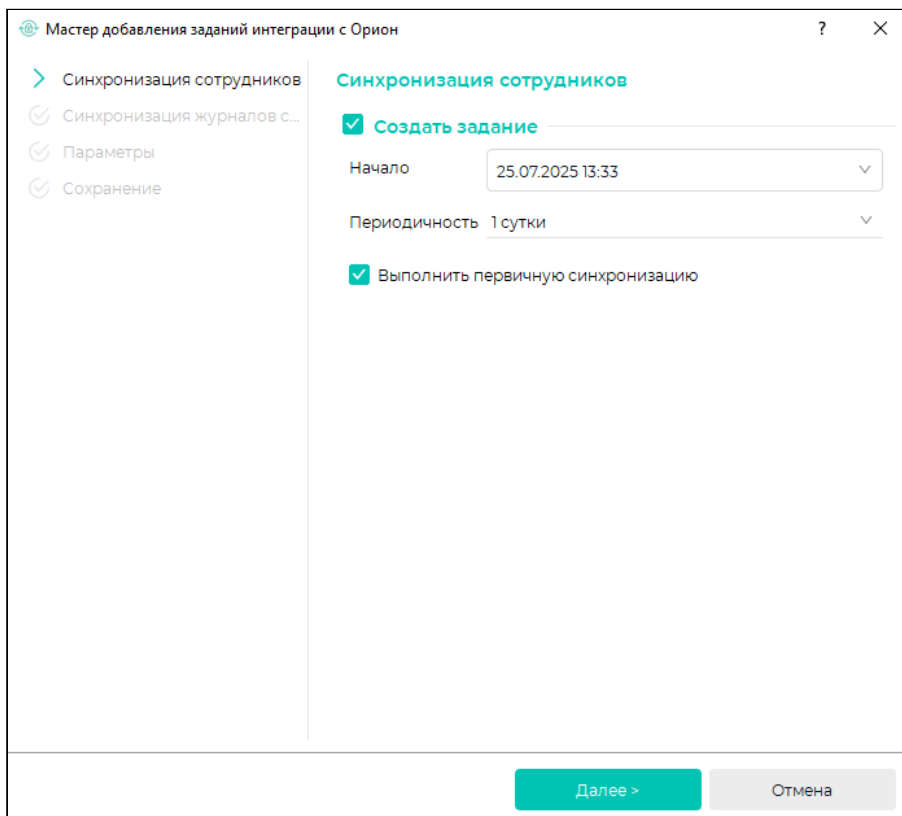 Мастер добавления заданий интеграции с Орион
?
Синхронизация сотрудников
Синхронизация журналов с...
Параметры
Сохранение
Синхронизация сотрудников
Создать задание
Начало
25.07.2025 13:33
Периодичность
1 сутки
Выполнить первичную синхронизацию
Далее >
Отмена